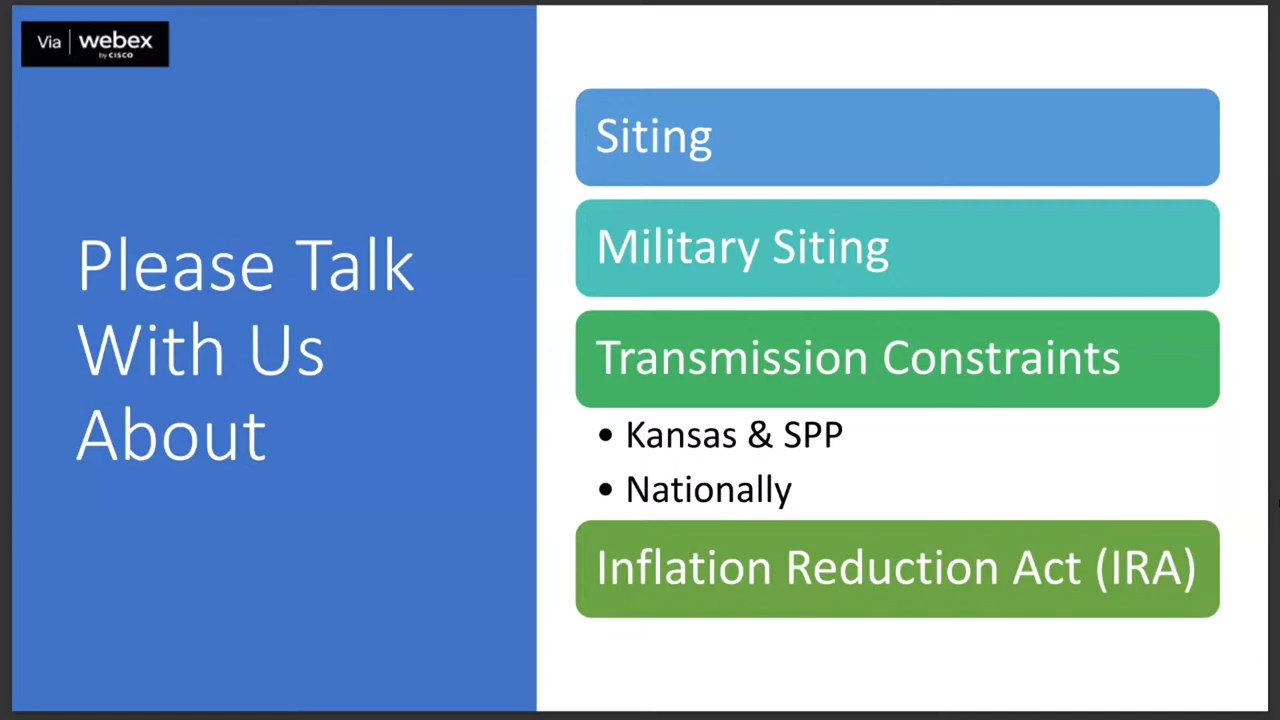 Via | webex
by CISCO
Please Talk
With Us
About
Siting
Military Siting
Transmission Constraints
• Kansas & SPP
• Nationally
Inflation Reduction Act (IRA)